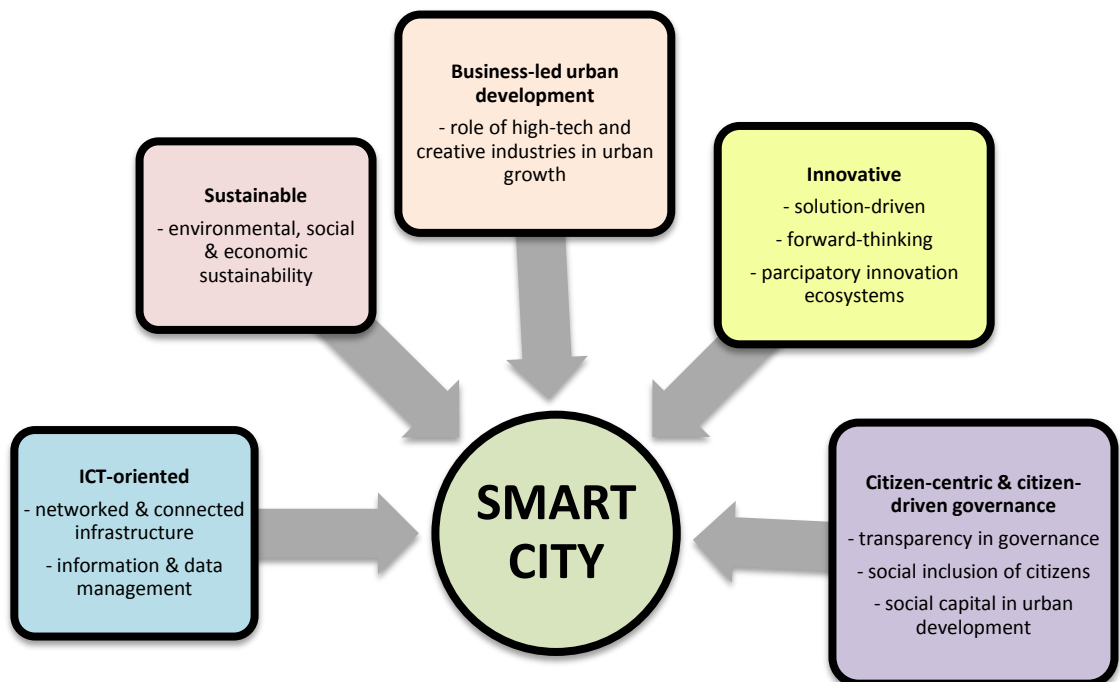 Business-led urban
development
- role of high-tech and
creative industries in urban
growth
Sustainable
- environmental, social
& economic
sustainability
Innovative
- solution-driven
- forward-thinking
- parcipatory innovation
ecosystems
ICT-oriented
- networked & connected
infrastructure
- information & data
management
SMART
CITY
Citizen-centric & citizen-
driven governance
- transparency in governance
- social inclusion of citizens
- social capital in urban
development